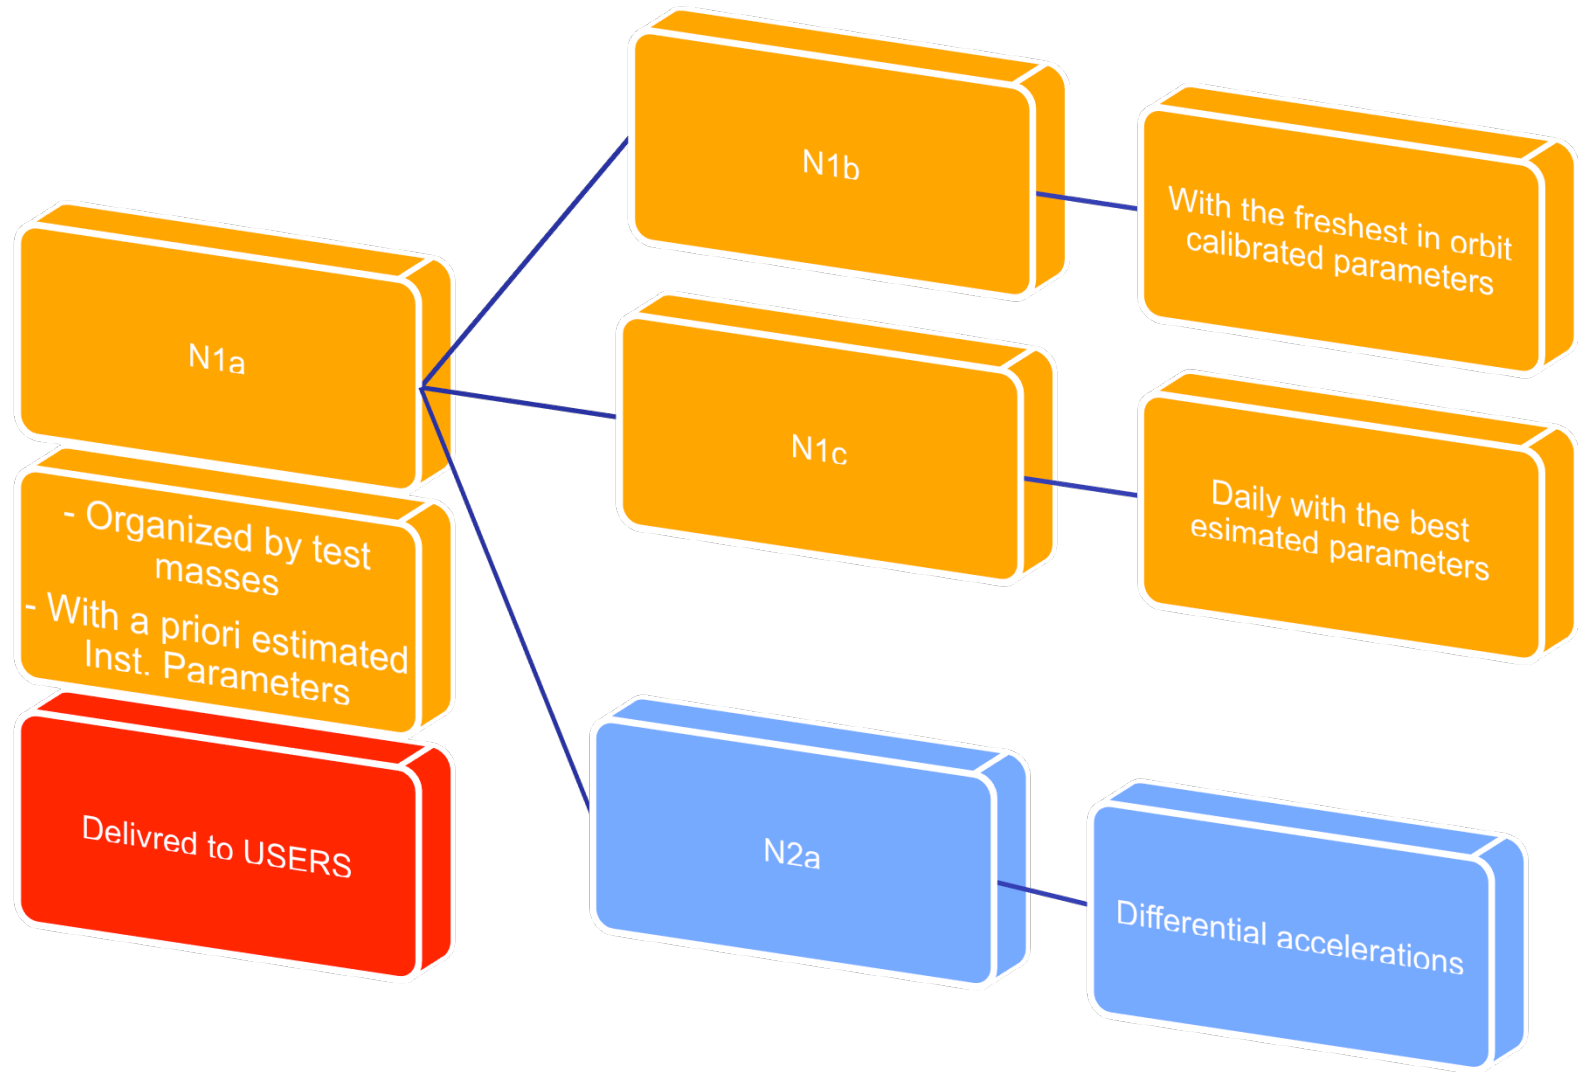 N1a
- Organized by test
masses
- With a priori estimated
Inst. Parameters
Delivred to USERS
N1b
With the freshest in orbit
calibrated parameters
N1c
Daily with the best
esimated parameters
N2a
Differential accelerations